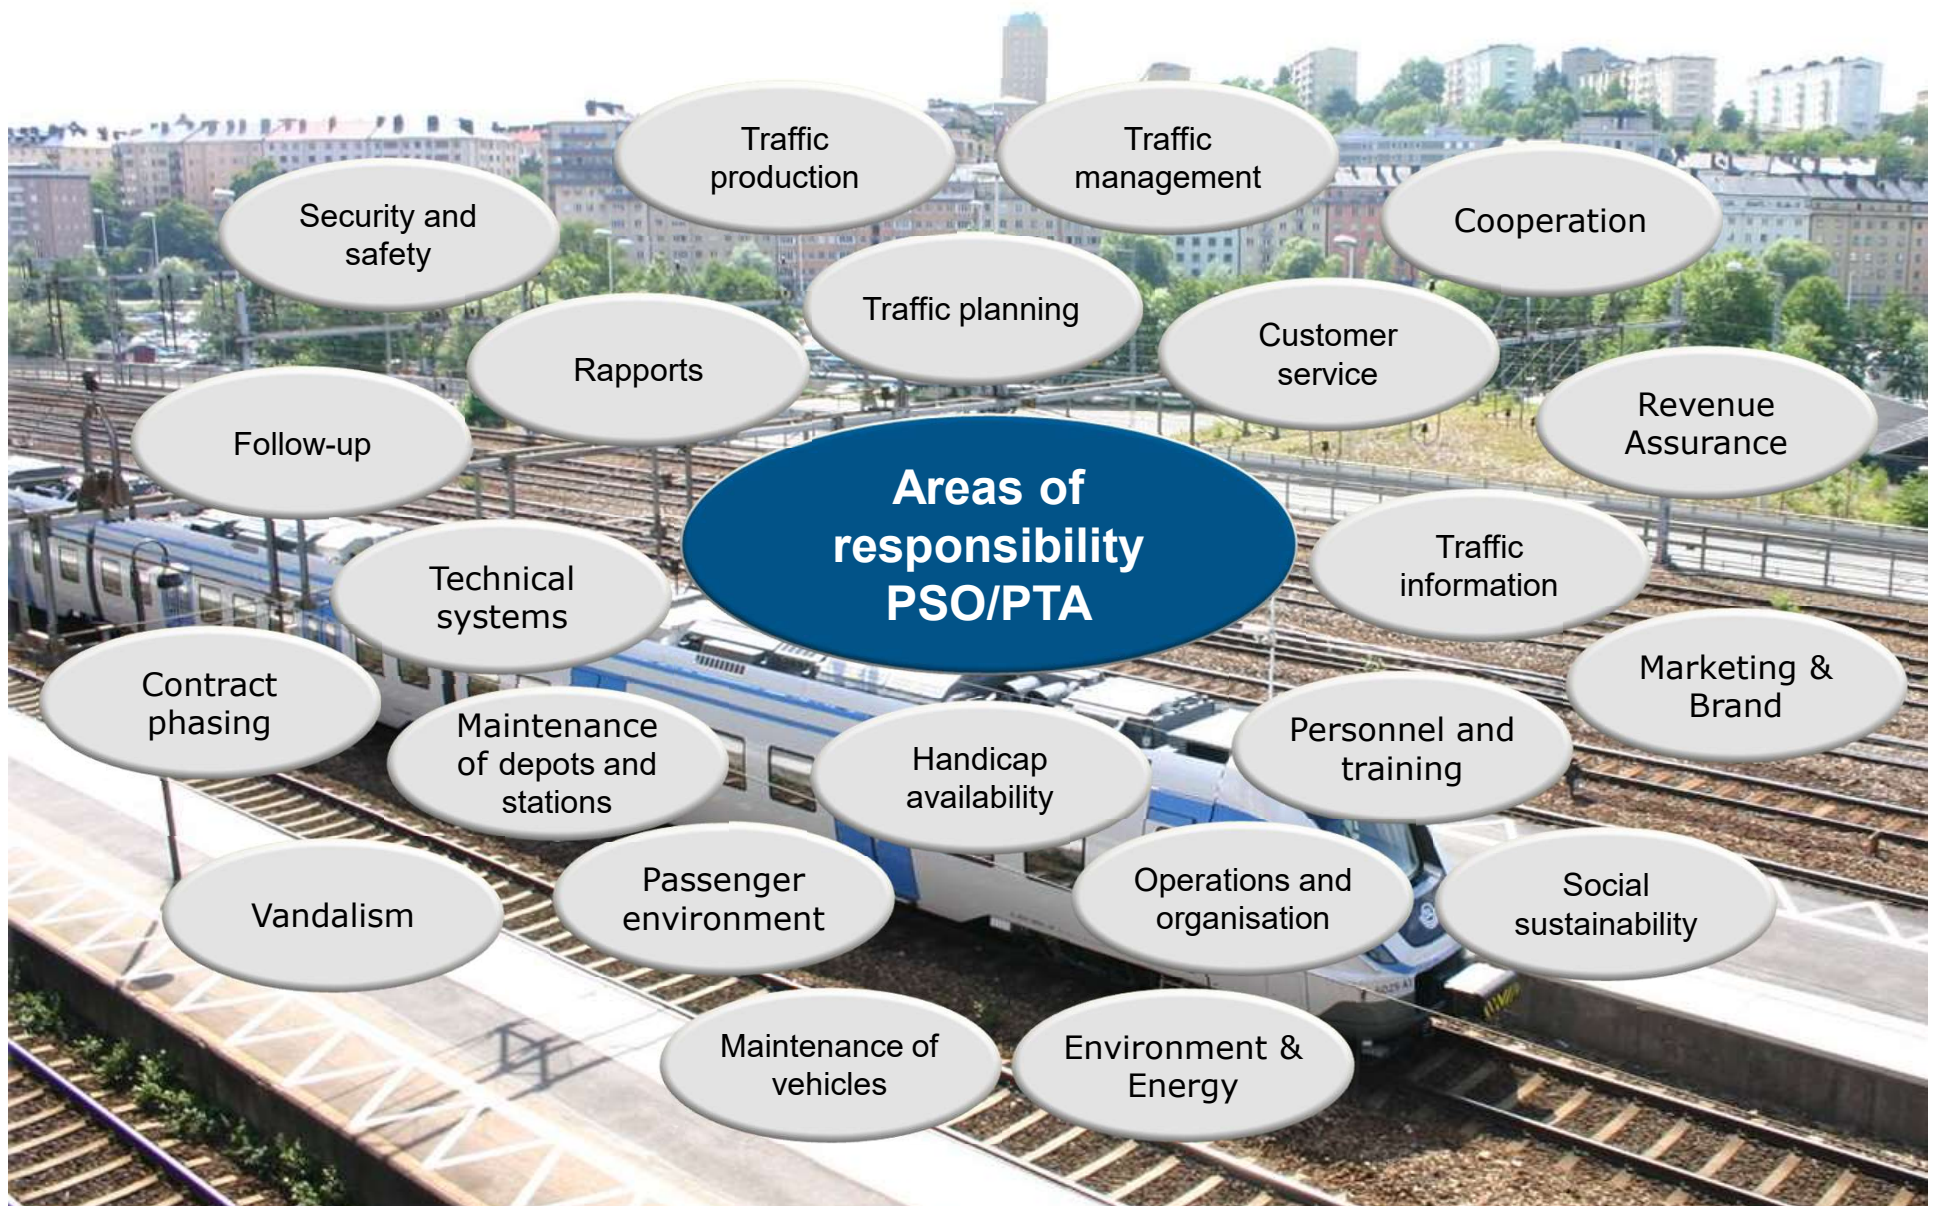 Traffic
production
Traffic
management
Security and
safety
Cooperation
Traffic planning
Rapports
Customer
service
Follow-up
Revenue
Assurance
Areas of
responsibility
PSO/PTA
Technical
systems
Traffic
information
Contract
phasing
Marketing &
Brand
Maintenance
of depots and
stations
Handicap
availability
Personnel and
training
Vandalism
Passenger
environment
Operations and
organisation
Social
sustainability
Maintenance of
vehicles
Environment &
Energy